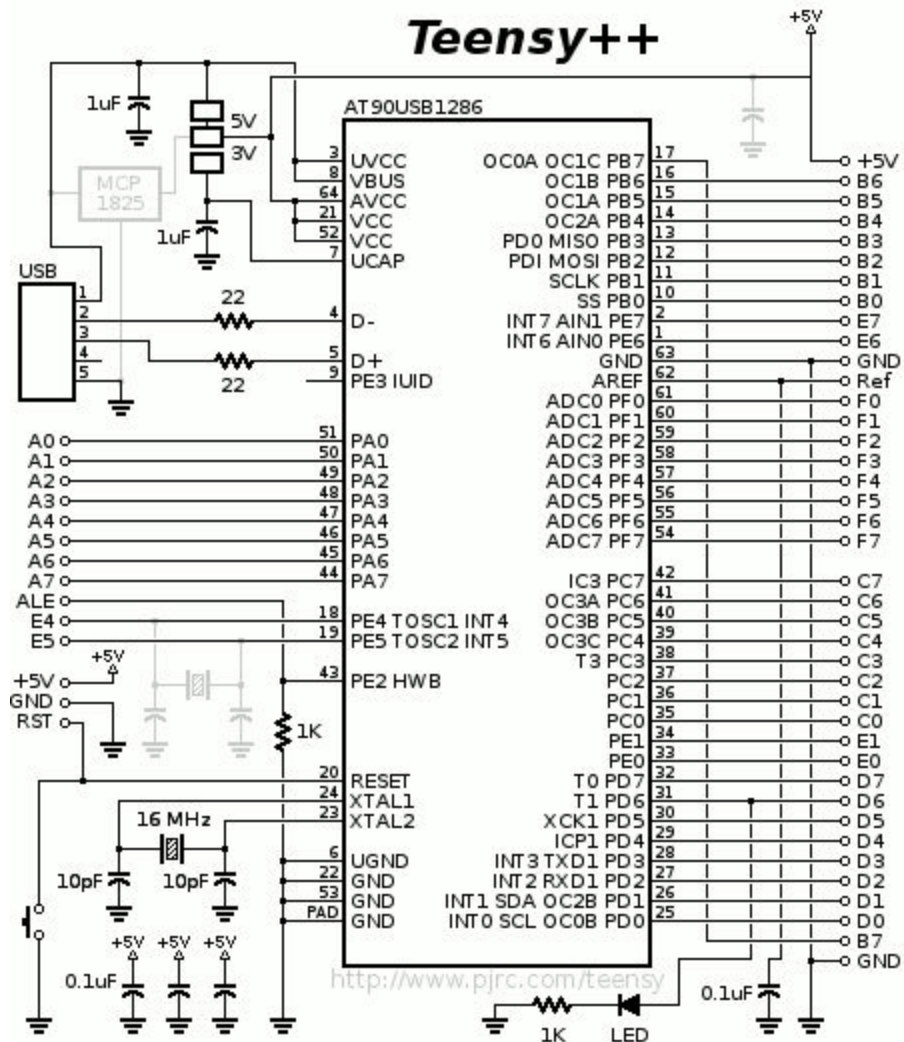 Teensy++
+5V
AT90USB1286
1uF
5V
3V
MCP
1825
1uF
USB
1
2
3
4
5
22
22
3 UVCC
8 VBUS
64 AVCC
21 VCC
52 VCC
7 UCAP
4 D-
5 D+
9 PE3 IUID
A0 51 PA0
A1 50 PA1
A2 49 PA2
A3 48 PA3
A4 47 PA4
A5 46 PA5
A6 45 PA6
A7 44 PA7
ALE
E4 18 PE4 TOSC1 INT4
E5 19 PE5 TOSC2 INT5
+5V
+5V
GND
RST
43 PE2 HWB
1K
20 RESET
24 XTAL1
23 XTAL2
16 MHz
10pF
10pF
6 UGND
22 GND
53 GND
PAD GND
+5V +5V +5V
0.1uF
OC0A OC1C PB7 17 +5V
OC1B PB6 16 B6
OC1A PB5 15 B5
OC2A PB4 14 B4
PD0 MISO PB3 13 B3
PDI MOSI PB2 12 B2
SCLK PB1 11 B1
SS PB0 10 B0
INT7 AIN1 PE7 2 E7
INT6 AIN0 PE6 1 E6
GND 63 GND
AREF 62 Ref
ADC0 PF0 61 F0
ADC1 PF1 60 F1
ADC2 PF2 59 F2
ADC3 PF3 58 F3
ADC4 PF4 57 F4
ADC5 PF5 56 F5
ADC6 PF6 55 F6
ADC7 PF7 54 F7
IC3 PC7 42 C7
OC3A PC6 41 C6
OC3B PC5 40 C5
OC3C PC4 39 C4
T3 PC3 38 C3
PC2 37 C2
PC1 36 C1
PC0 35 C0
PE1 34 E1
PE0 33 E0
T0 PD7 32 D7
T1 PD6 31 D6
XCK1 PD5 30 D5
ICP1 PD4 29 D4
INT3 TXD1 PD3 28 D3
INT2 RXD1 PD2 27 D2
INT1 SDA OC2B PD1 26 D1
INT0 SCL OC0B PD0 25 D0
B7
GND
http://www.pjrc.com/teensy
0.1uF
1K
LED